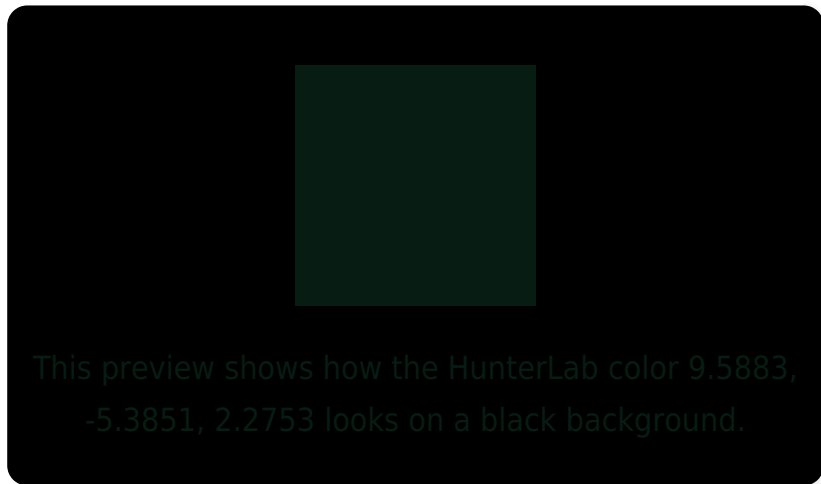 This preview shows how the HunterLab color 9.5883,
-5.3851, 2.2753 looks on a black background.